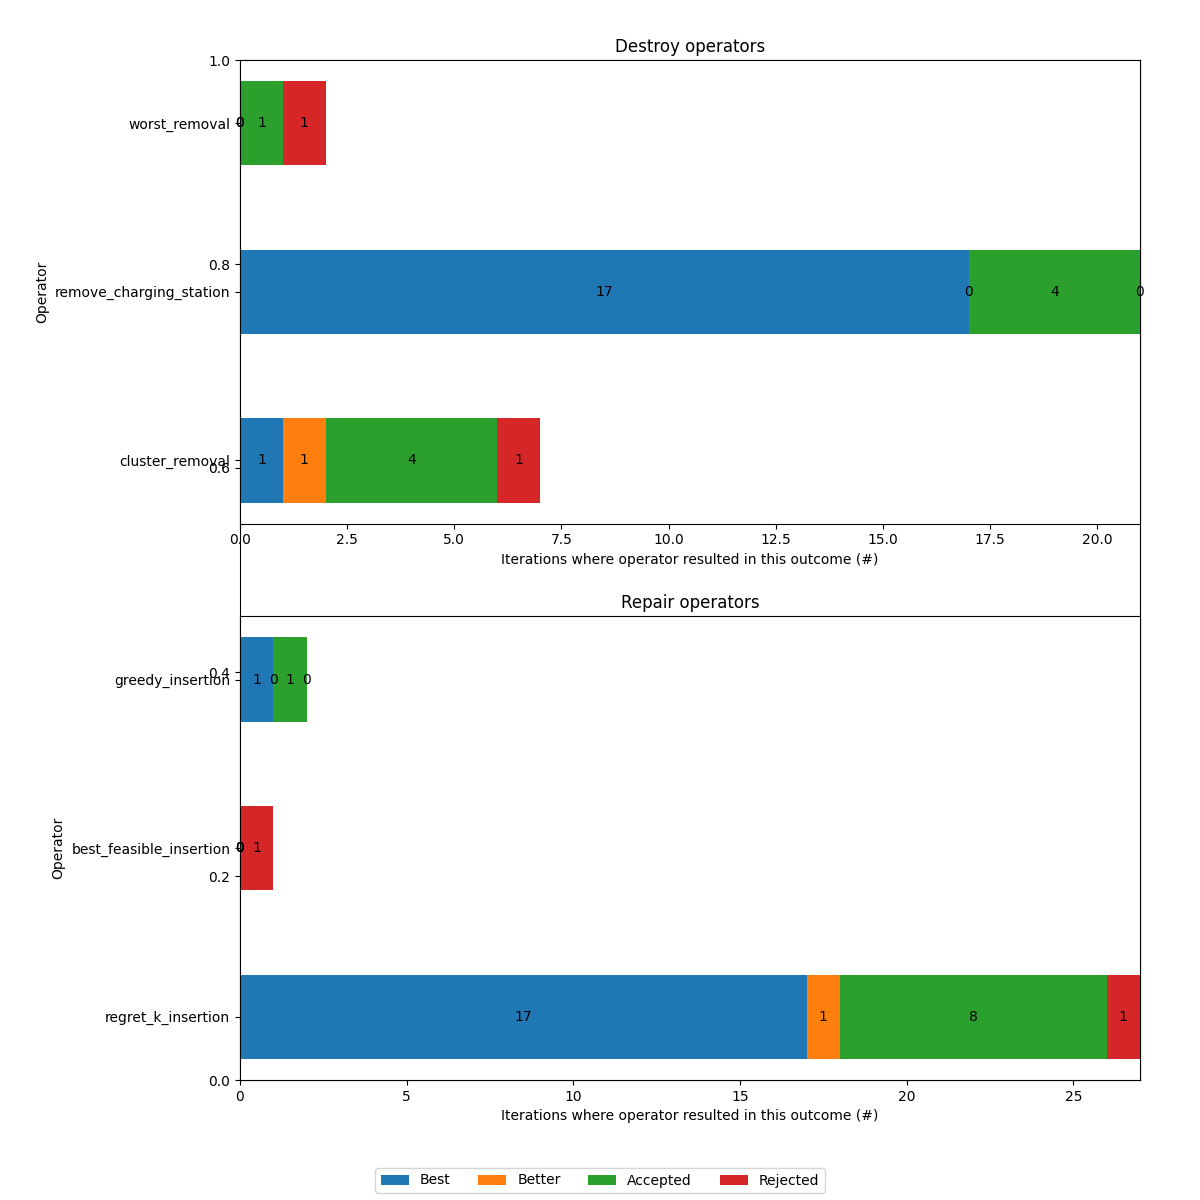 Destroy operators
1.0
worst_removal 0 1 1
0.8
Operator
remove_charging_station 17 0 4 0
cluster_removal 1 1 4 1
0.6
0.0 2.5 5.0 7.5 10.0 12.5 15.0 17.5 20.0
Iterations where operator resulted in this outcome (#)
Repair operators
0.4
greedy_insertion 1 0 1 0
Operator
best_feasible_insertion 0 1
0.2
regret_k_insertion 17 1 8 1
0.0
0 5 10 15 20 25
Iterations where operator resulted in this outcome (#)
Best Better Accepted Rejected